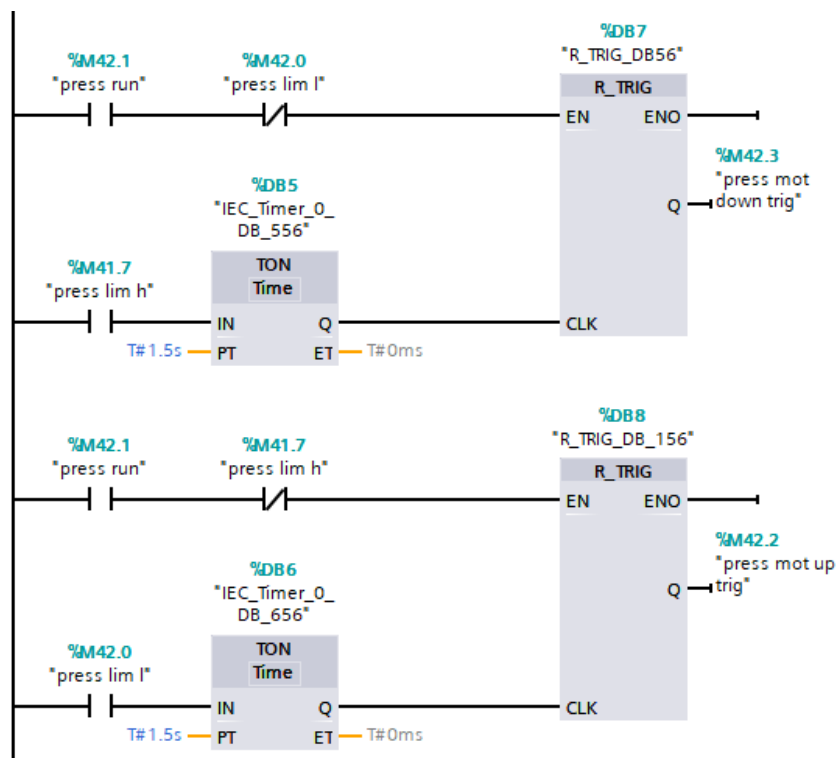 %DB7
"R_TRIG_DB56"
%M42.1 %M42.0
"press run" "press lim l"
R_TRIG
EN ENO
%M42.3
"press mot
down trig"
Q
%DB5
"IEC_Timer_0_
DB_556"
%M41.7
"press lim h"
TON
Time
IN Q
CLK
T#1.5s PT ET T#0ms
%DB8
"R_TRIG_DB_156"
%M42.1 %M41.7
"press run" "press lim h"
R_TRIG
EN ENO
%M42.2
"press mot up
trig"
Q
%DB6
"IEC_Timer_0_
DB_656"
%M42.0
"press lim l"
TON
Time
IN Q
CLK
T#1.5s PT ET T#0ms